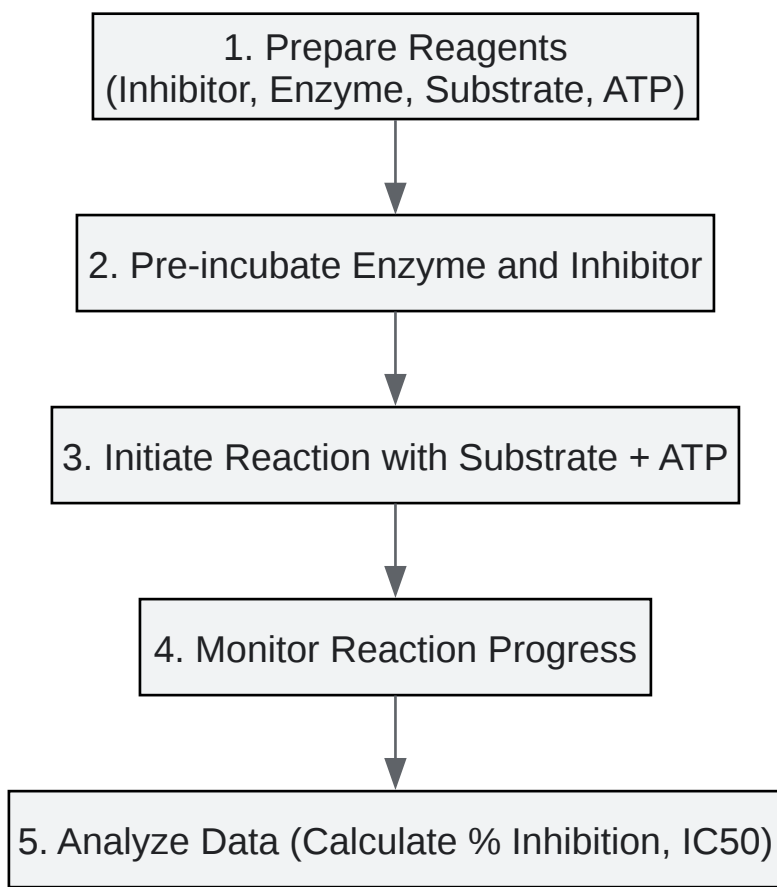 1. Prepare Reagents
(Inhibitor, Enzyme, Substrate, ATP)
2. Pre-incubate Enzyme and Inhibitor
3. Initiate Reaction with Substrate + ATP
4. Monitor Reaction Progress
5. Analyze Data (Calculate % Inhibition, IC50)